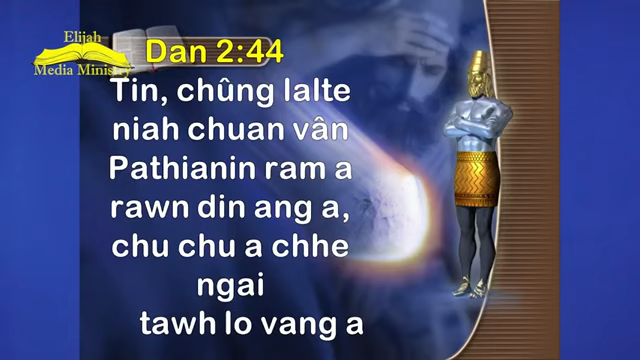 Elijah
Media Ministry
Dan 2:44
Tin, chûng lalte
niah chuan vân
Pathianin ram a
rawn din ang a,
chu chu a chhe
ngai
tawh lo vang a